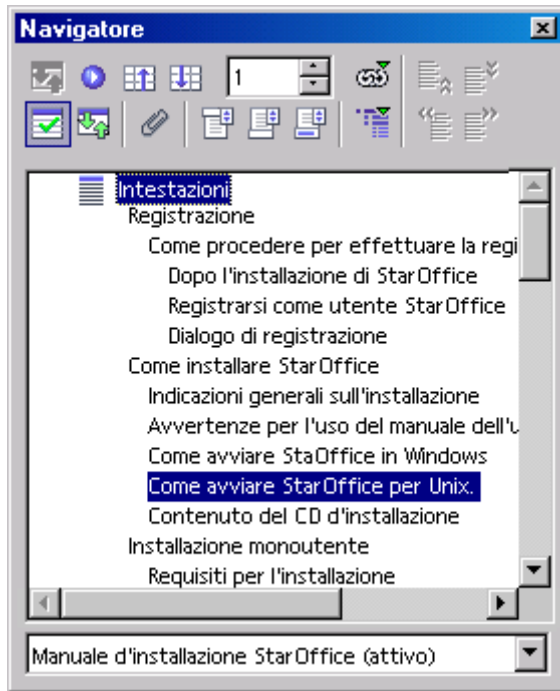 Navigatore
1
Intestazioni
Registrazione
Come procedere per effettuare la regi
Dopo l'installazione di StarOffice
Registrarsi come utente StarOffice
Dialogo di registrazione
Come installare StarOffice
Indicazioni generali sull'installazione
Avvertenze per l'uso del manuale dell'u
Come avviare StaOffice in Windows
Come avviare StarOffice per Unix.
Contenuto del CD d'installazione
Installazione monoutente
Requisiti per l'installazione
Manuale d'installazione StarOffice (attivo)